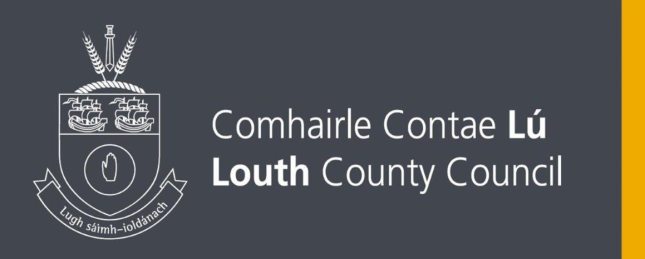 Comhairle Contae Lú
Louth County Council
Lugh sáimh-ioldánach